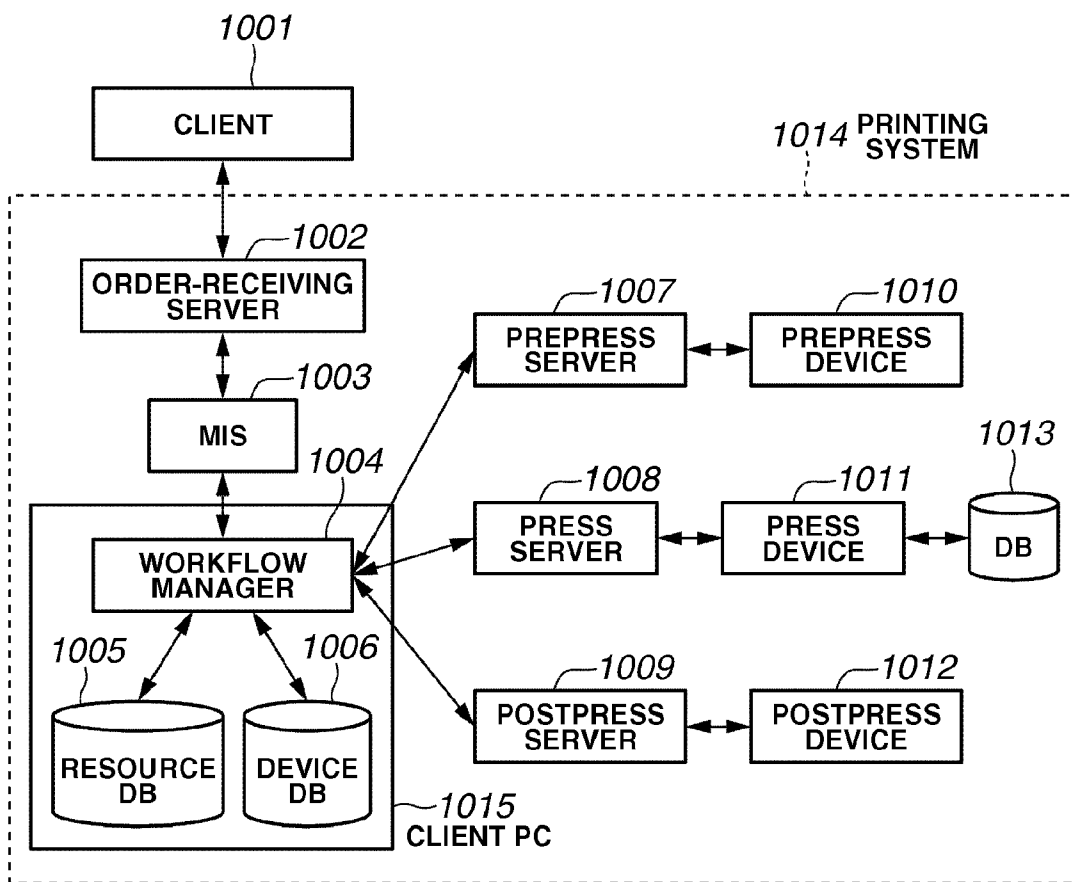 1001
CLIENT
1014 PRINTING
SYSTEM
1002
ORDER-RECEIVING
SERVER
1007
PREPRESS
SERVER
1010
PREPRESS
DEVICE
1003
MIS
1004
WORKFLOW
MANAGER
1008
PRESS
SERVER
1011
PRESS
DEVICE
1013
DB
1005
RESOURCE
DB
1006
DEVICE
DB
1009
POSTPRESS
SERVER
1012
POSTPRESS
DEVICE
1015
CLIENT PC